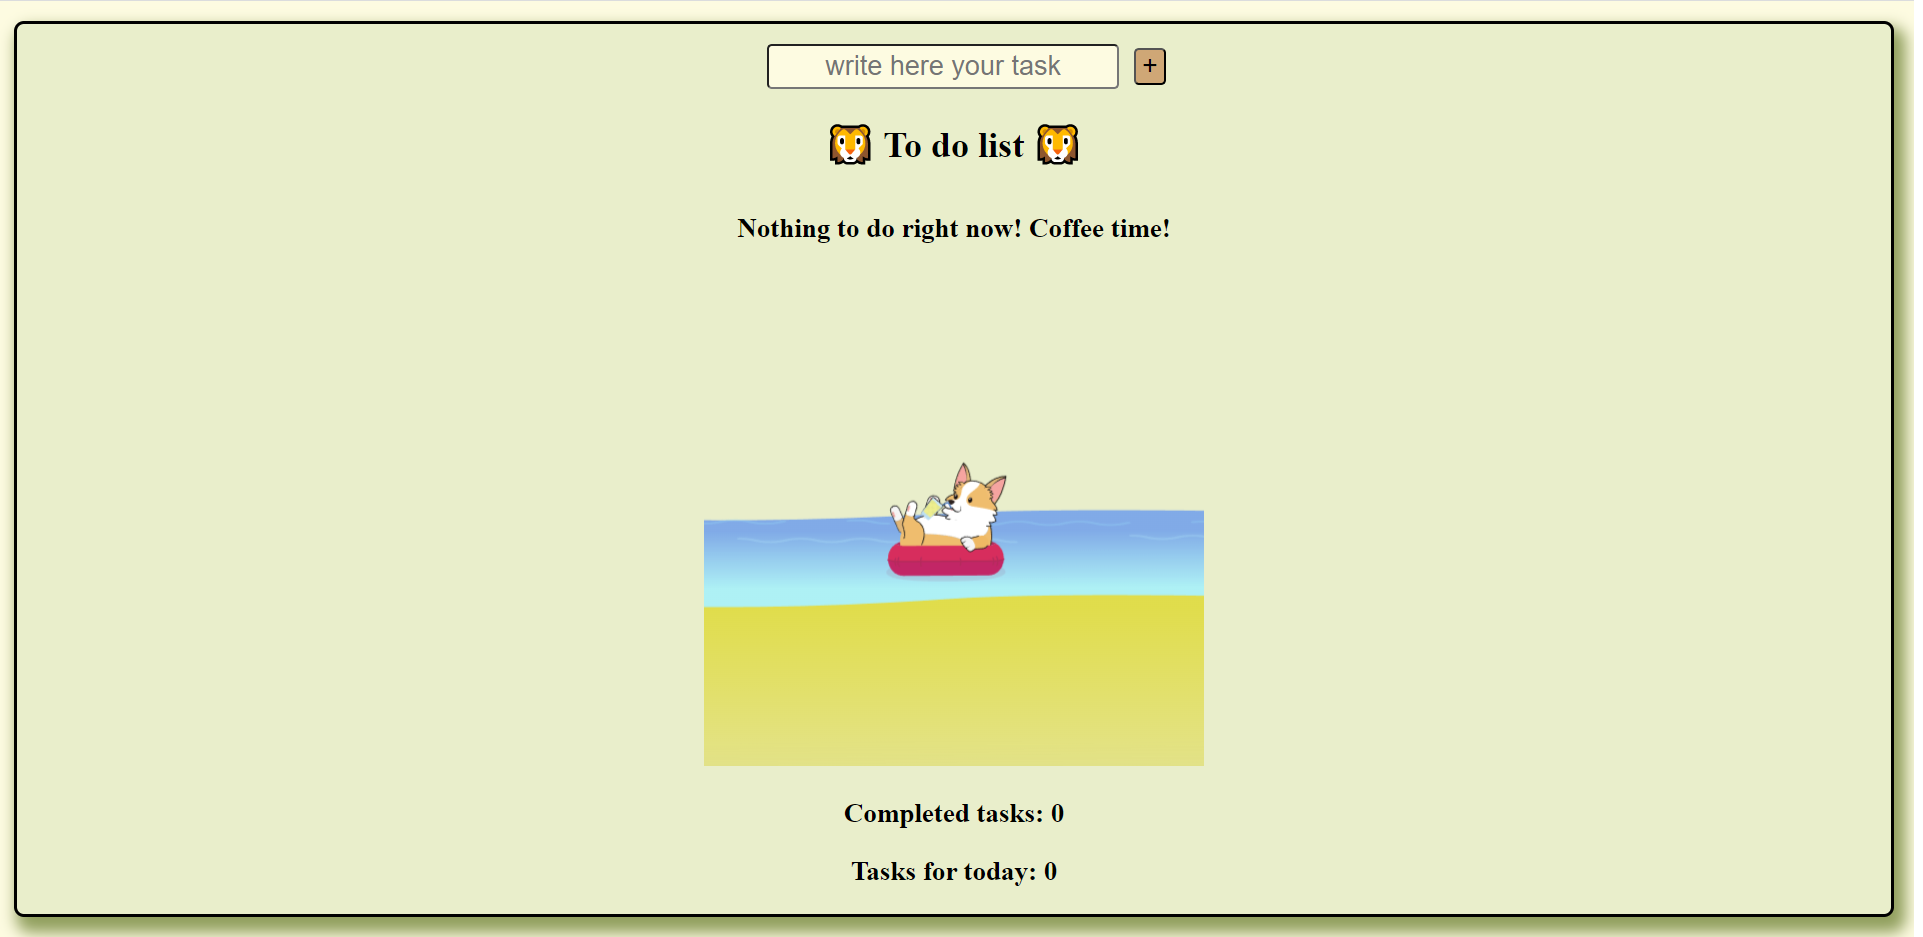 write here your task
+
🦁 To do list 🦁
Nothing to do right now! Coffee time!
Completed tasks: 0
Tasks for today: 0